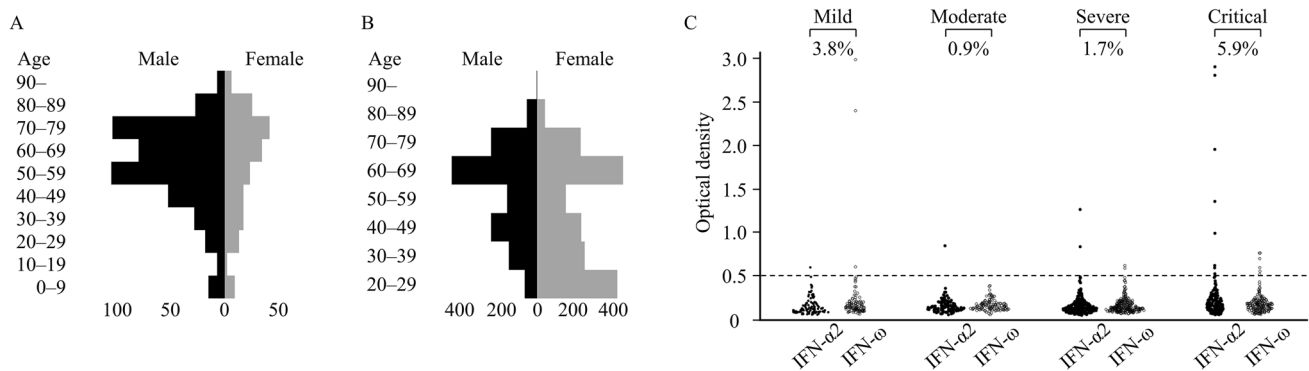 A
Age
Male
Female
90–
80–89
70–79
60–69
50–59
40–49
30–39
20–29
10–19
0–9
100 50 0 50
B
Age
Male
Female
90–
80–89
70–79
60–69
50–59
40–49
30–39
20–29
400 200 0 200 400
C
Mild Moderate Severe Critical
3.8% 0.9% 1.7% 5.9%
Optical density
3.0
2.5
2.0
1.5
1.0
0.5
0
IFN-α2 IFN-ω IFN-α2 IFN-ω IFN-α2 IFN-ω IFN-α2 IFN-ω